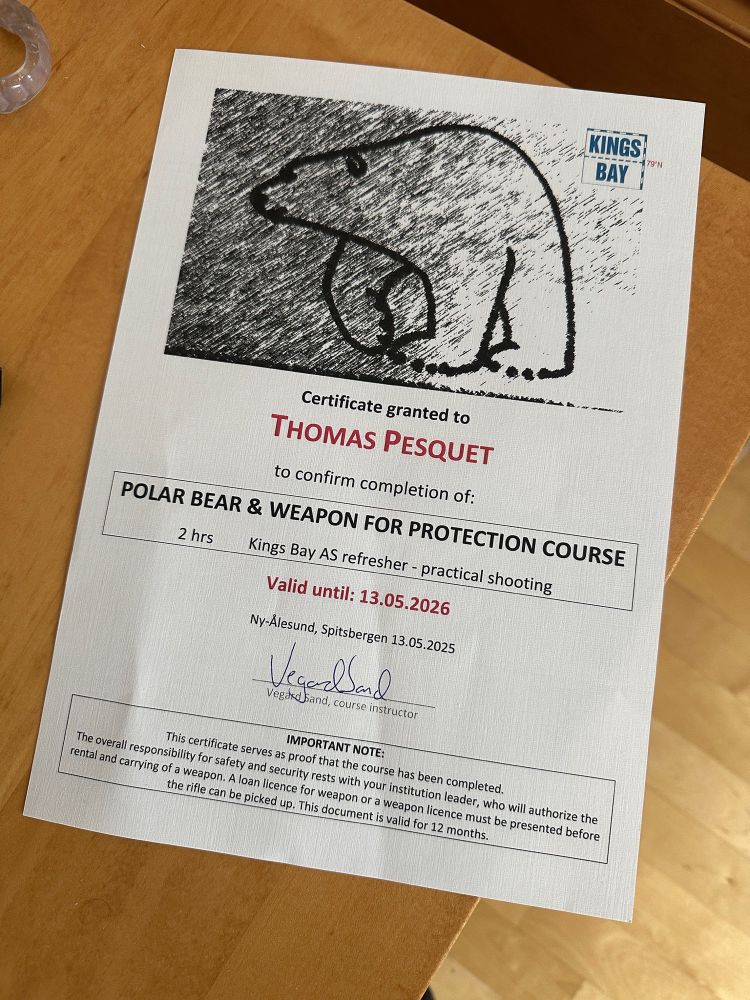 KINGS
BAY
79°N
Certificate granted to
THOMAS PESQUET
to confirm completion of:
POLAR BEAR & WEAPON FOR PROTECTION COURSE
2 hrs Kings Bay AS refresher - practical shooting
Valid until: 13.05.2026
Ny-Ålesund, Spitsbergen 13.05.2025
Vegard Sand
Vegard Sand, course instructor
IMPORTANT NOTE:
This certificate serves as proof that the course has been completed.
The overall responsibility for safety and security rests with your institution leader, who will authorize the
rental and carrying of a weapon. A loan licence for weapon or a weapon licence must be presented before
the rifle can be picked up. This document is valid for 12 months.